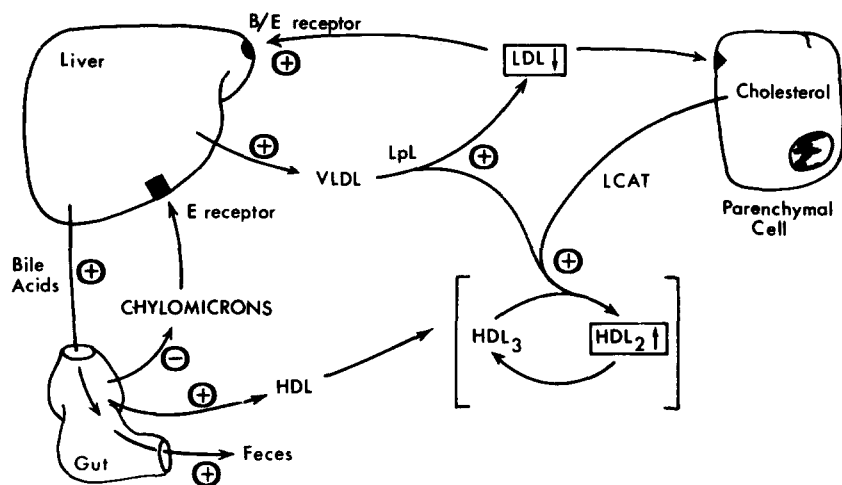 B/E receptor
Liver
⊕
LDL ↓
Cholesterol
⊕
LpL
⊕
VLDL
LCAT
E receptor
Parenchymal
Cell
Bile
Acids
⊕
⊕
CHYLOMICRONS
⊖
HDL3
HDL2 ↑
⊕
HDL
Gut
Feces
⊕